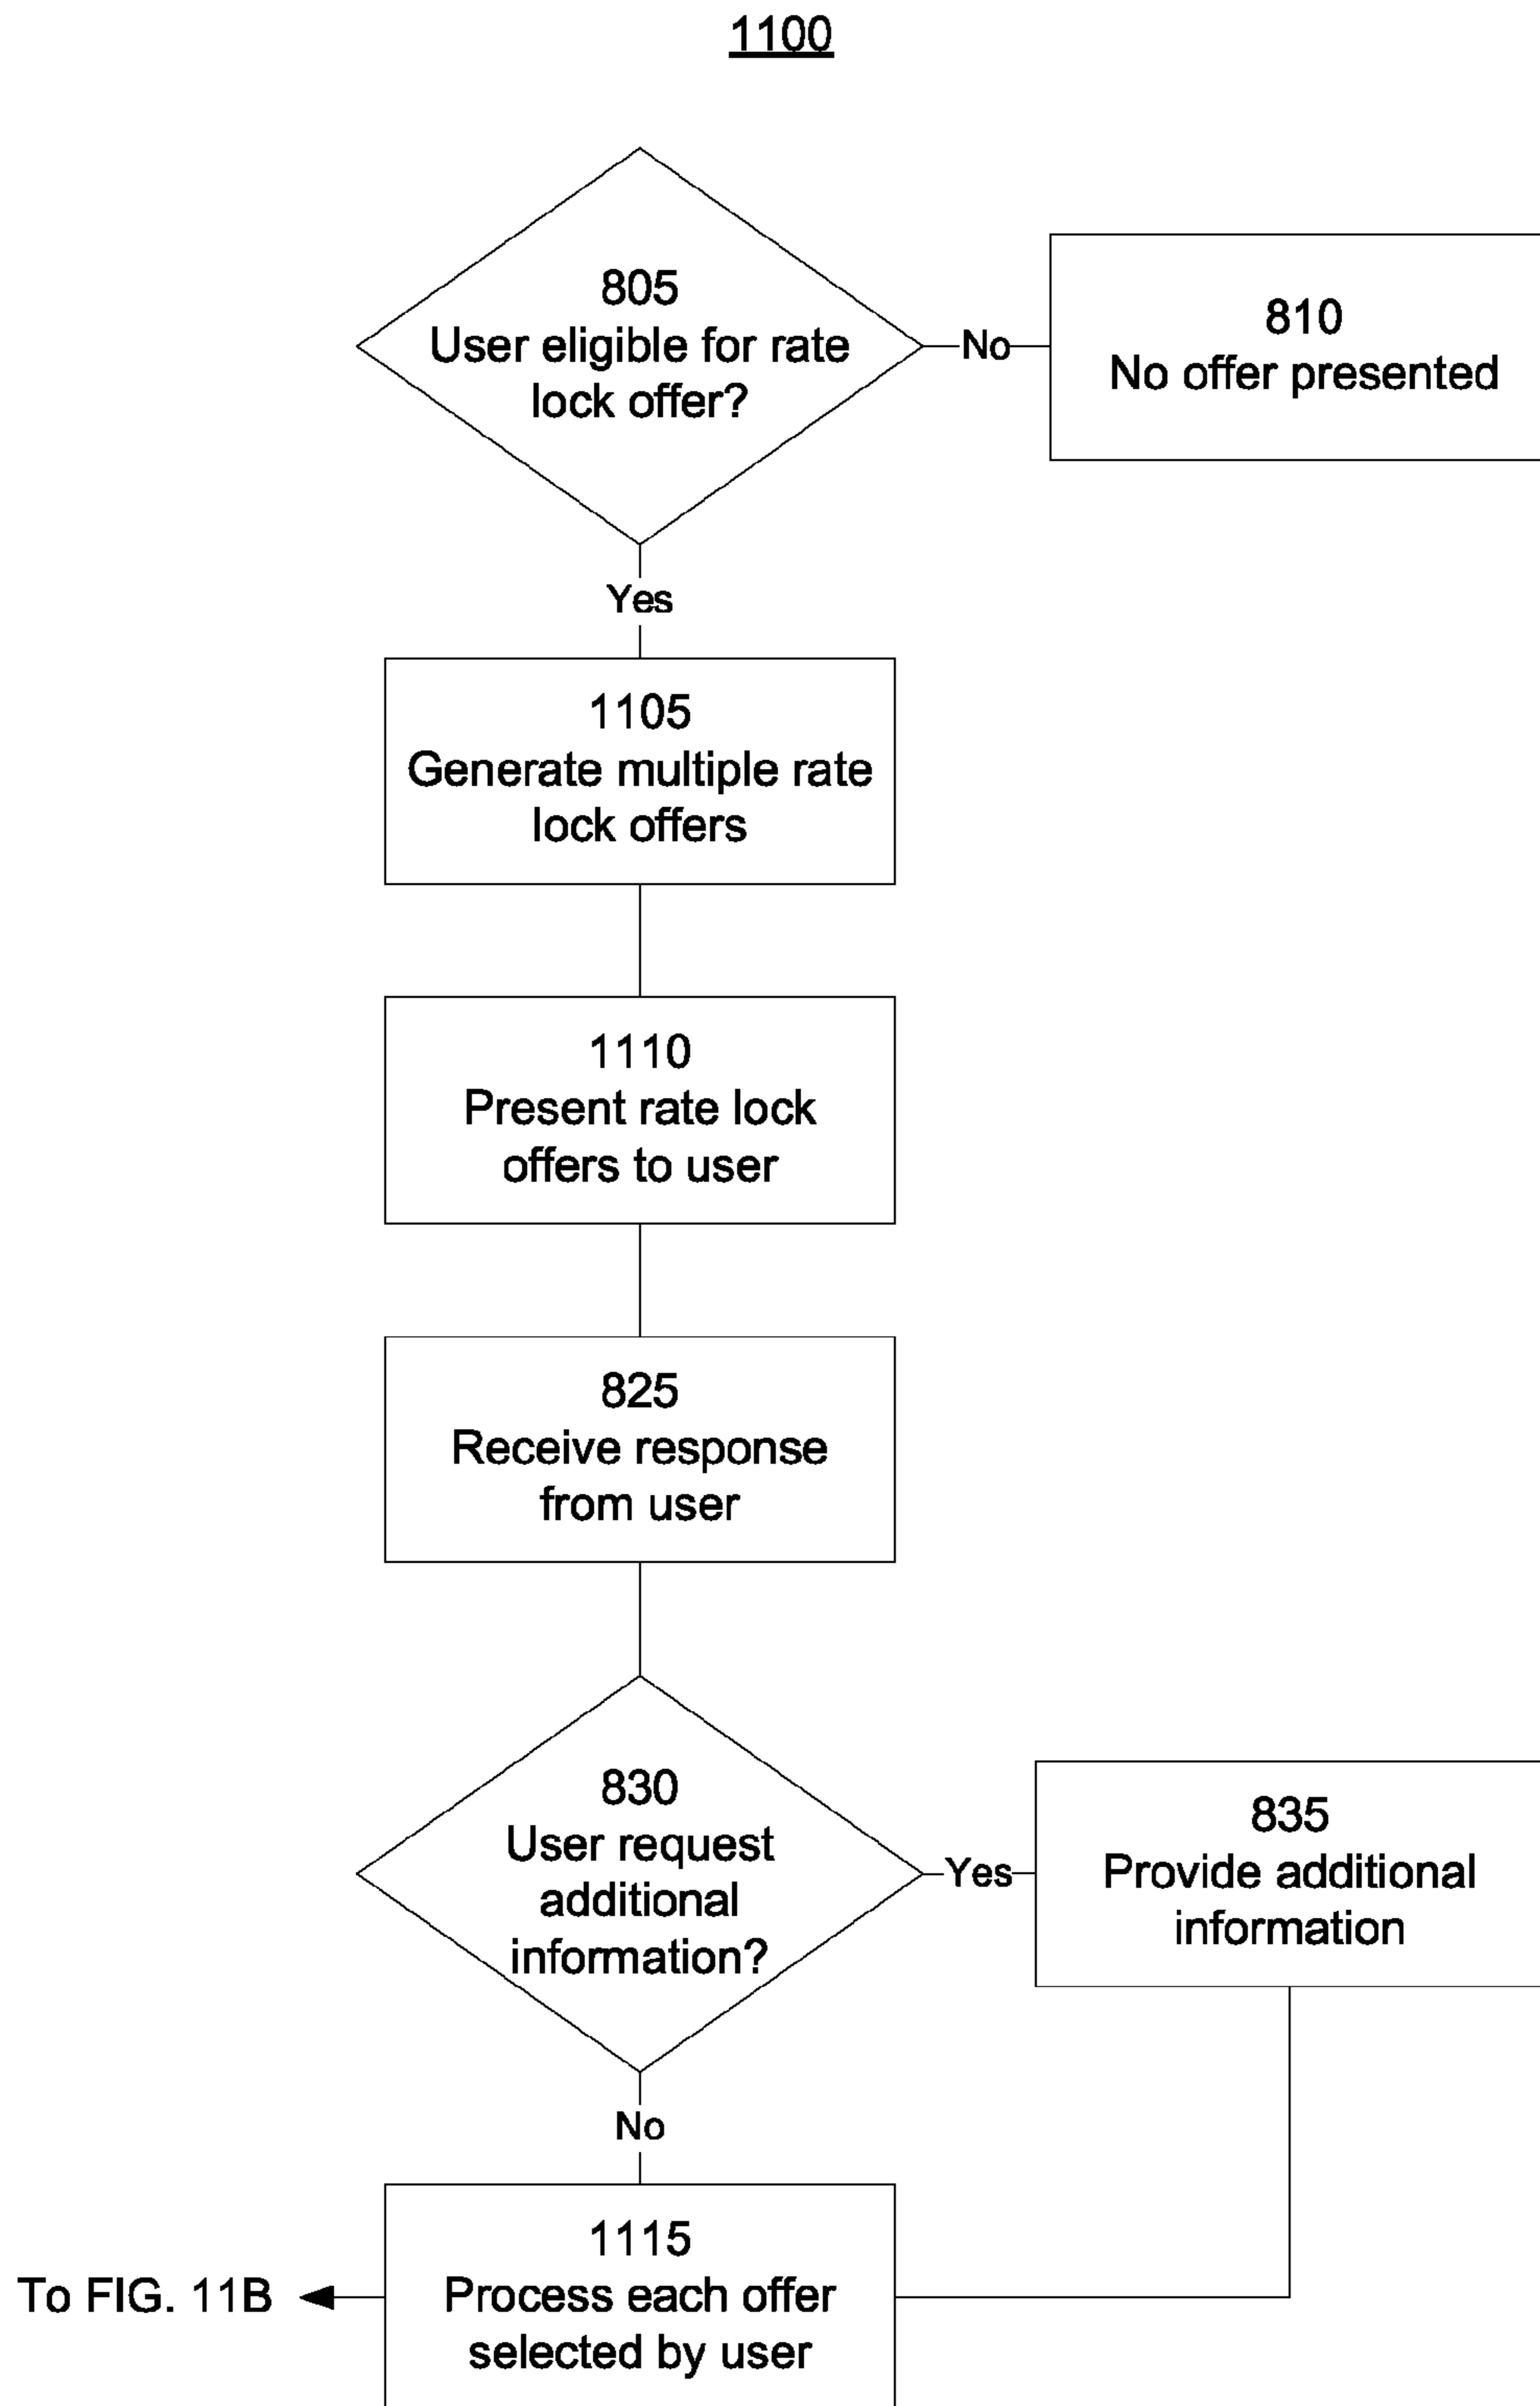 1100
805
User eligible for rate
lock offer?
No
810
No offer presented
Yes
1105
Generate multiple rate
lock offers
1110
Present rate lock
offers to user
825
Receive response
from user
830
User request
additional
information?
Yes
835
Provide additional
information
No
1115
Process each offer
selected by user
To FIG. 11B